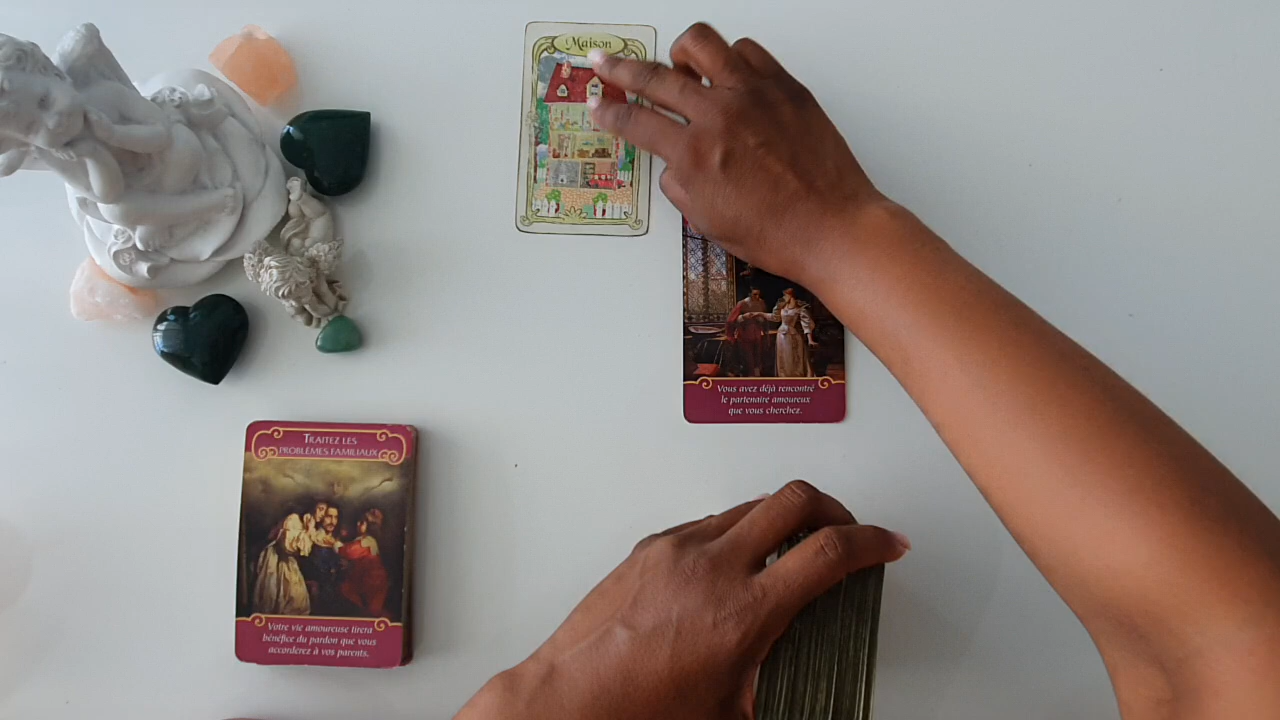 Maison
Vous avez déjà rencontré
le partenaire amoureux
que vous cherchez.
TRAITEZ LES
PROBLÈMES FAMILIAUX
Votre vie amoureuse tirera
bénéfice du pardon que vous
accorderez à vos parents.